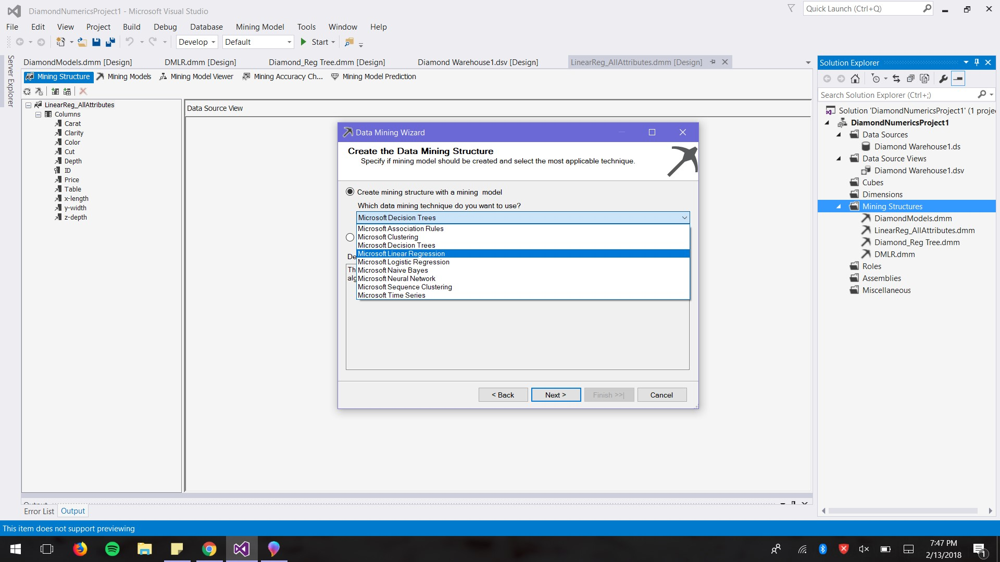 DiamondNumericsProject1 - Microsoft Visual Studio
Quick Launch (Ctrl+Q)
File Edit View Project Build Debug Database Mining Model Tools Window Help
Develop Default Start
Server Explorer
DiamondModels.dmm [Design] DMLR.dmm [Design] Diamond_Reg Tree.dmm [Design] Diamond Warehouse1.dsv [Design] LinearReg_AllAttributes.dmm [Design]
Mining Structure Mining Models Mining Model Viewer Mining Accuracy Ch... Mining Model Prediction
LinearReg_AllAttributes
Columns
Carat
Clarity
Color
Cut
Depth
ID
Price
Table
x-length
y-width
z-depth
Data Source View
Data Mining Wizard
Create the Data Mining Structure
Specify if mining model should be created and select the most applicable technique.
Create mining structure with a mining model
Which data mining technique do you want to use?
Microsoft Decision Trees
Microsoft Association Rules
Microsoft Clustering
Microsoft Decision Trees
Microsoft Linear Regression
Microsoft Logistic Regression
Microsoft Naive Bayes
Microsoft Neural Network
Microsoft Sequence Clustering
Microsoft Time Series
De
Th
alg
< Back Next > Finish >>| Cancel
Solution Explorer
Search Solution Explorer (Ctrl+;)
Solution 'DiamondNumericsProject1' (1 proje
DiamondNumericsProject1
Data Sources
Diamond Warehouse1.ds
Data Source Views
Diamond Warehouse1.dsv
Cubes
Dimensions
Mining Structures
DiamondModels.dmm
LinearReg_AllAttributes.dmm
Diamond_Reg Tree.dmm
DMLR.dmm
Roles
Assemblies
Miscellaneous
Output
Error List Output
This item does not support previewing
7:47 PM
2/13/2018
1